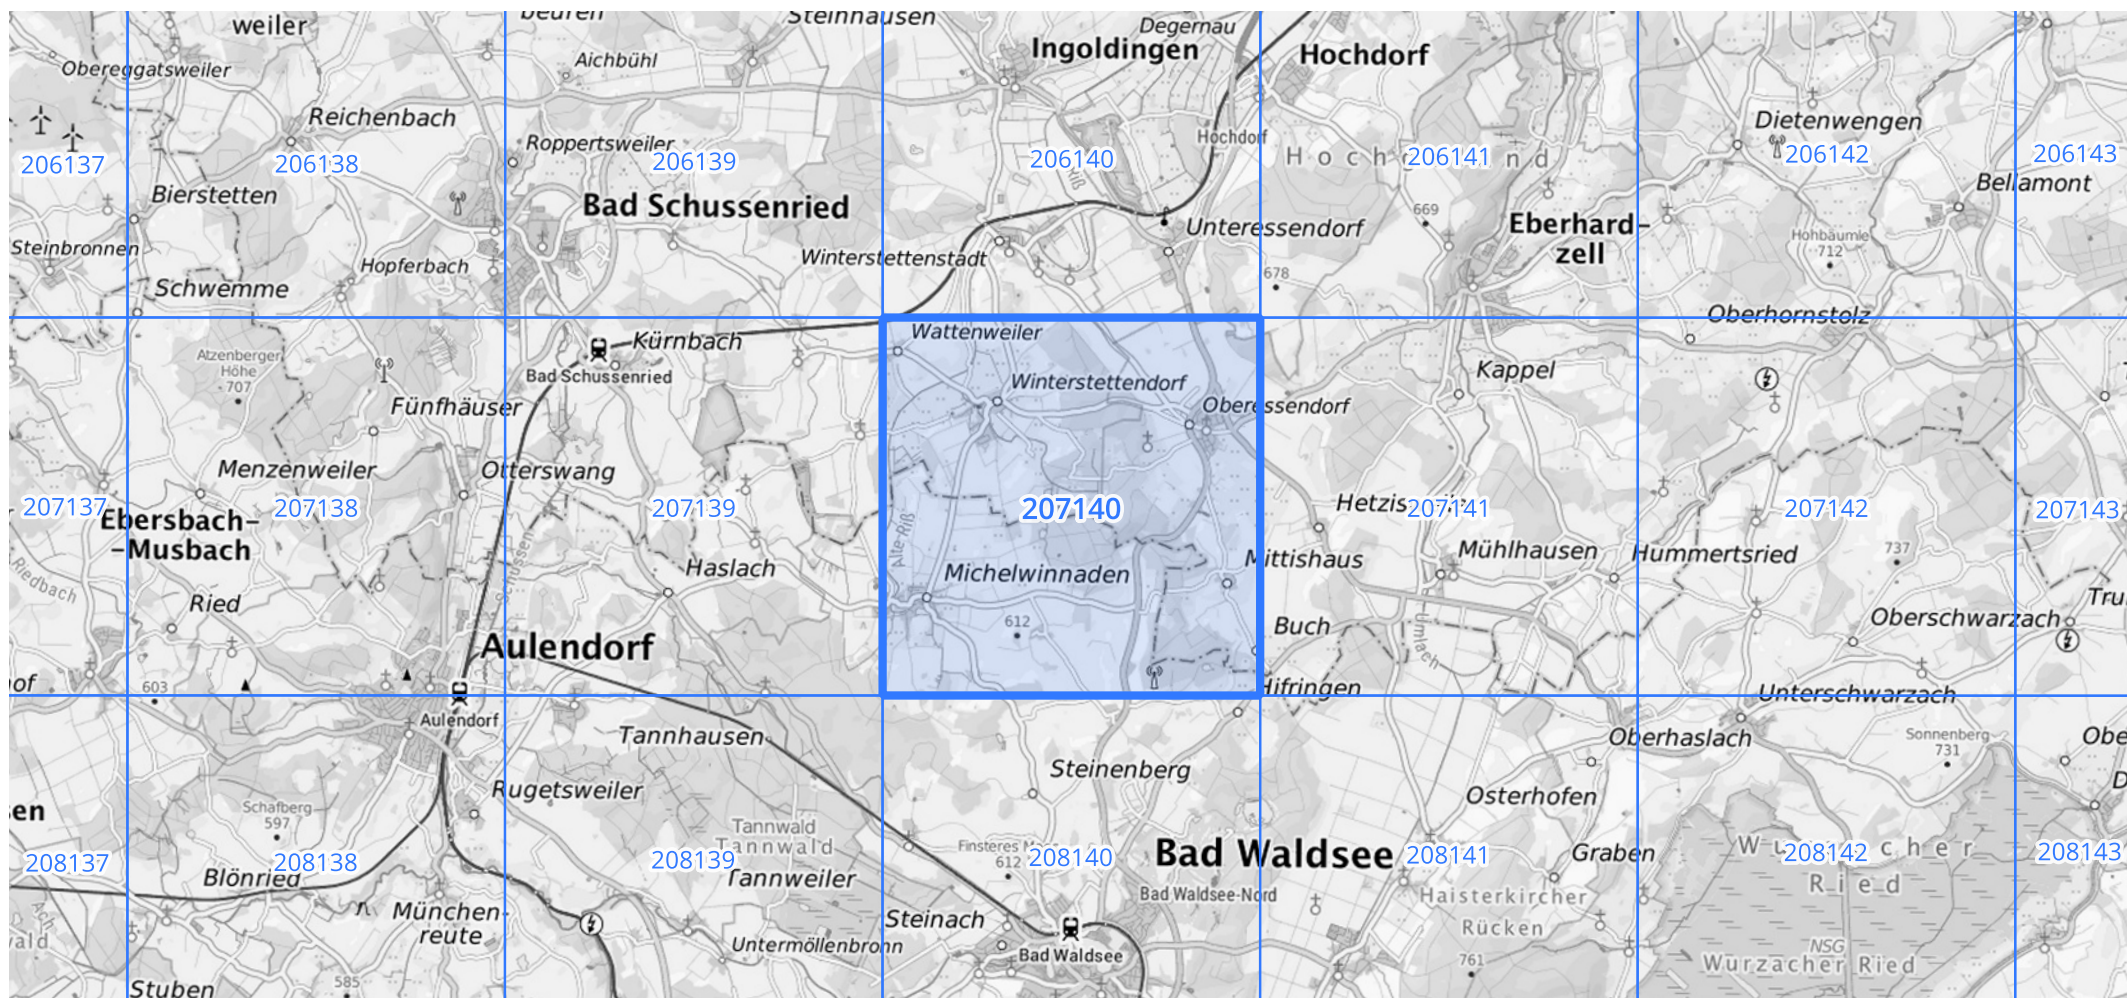 weiler
beuren
Steinhausen
Degernau
Ingoldingen
Hochdorf
Obereggatsweiler
Aichbühl
Reichenbach
Roppertsweiler
Hochdorf
Dietenwengen
206137
206138
206139
206140
Riß
206141
206142
206143
Bierstetten
Bad Schussenried
Bellamont
669
Unteressendorf
Eberhard-
zell
Hohbäumle
712
Steinbronnen
Hopferbach
Winterstettenstadt
678
Schwemme
Oberhornstolz
Wattenweiler
Kürnbach
Atzenberger
Höhe
707
Bad Schussenried
Winterstettendorf
Kappel
Fünfhäuser
Oberessendorf
Menzenweiler
Otterswang
207137
207138
207139
207140
207141
207142
207143
Ebersbach-
-Musbach
Alte-Riß
Schussen
Mittishaus
Mühlhausen
Hummertsried
737
Riedbach
Haslach
Michelwinnaden
Ried
612
Buch
Umlach
Oberschwarzach
Aulendorf
603
Hifringen
Unterschwarzach
Aulendorf
Tannhausen
Oberhaslach
Sonnenberg
731
Steinenberg
Rugetsweiler
Osterhofen
Schafberg
597
Tannwald
Tannwald
Finsteres
612
Bad Waldsee
Graben
208137
208138
208139
208140
208141
208142
208143
Ried
Blönried
Tannweiler
Bad Waldsee-Nord
Haisterkircher
Rücken
München-
reute
Steinach
Untermöllenbronn
Bad Waldsee
NSG
Wurzacher Ried
761
585
Stuben